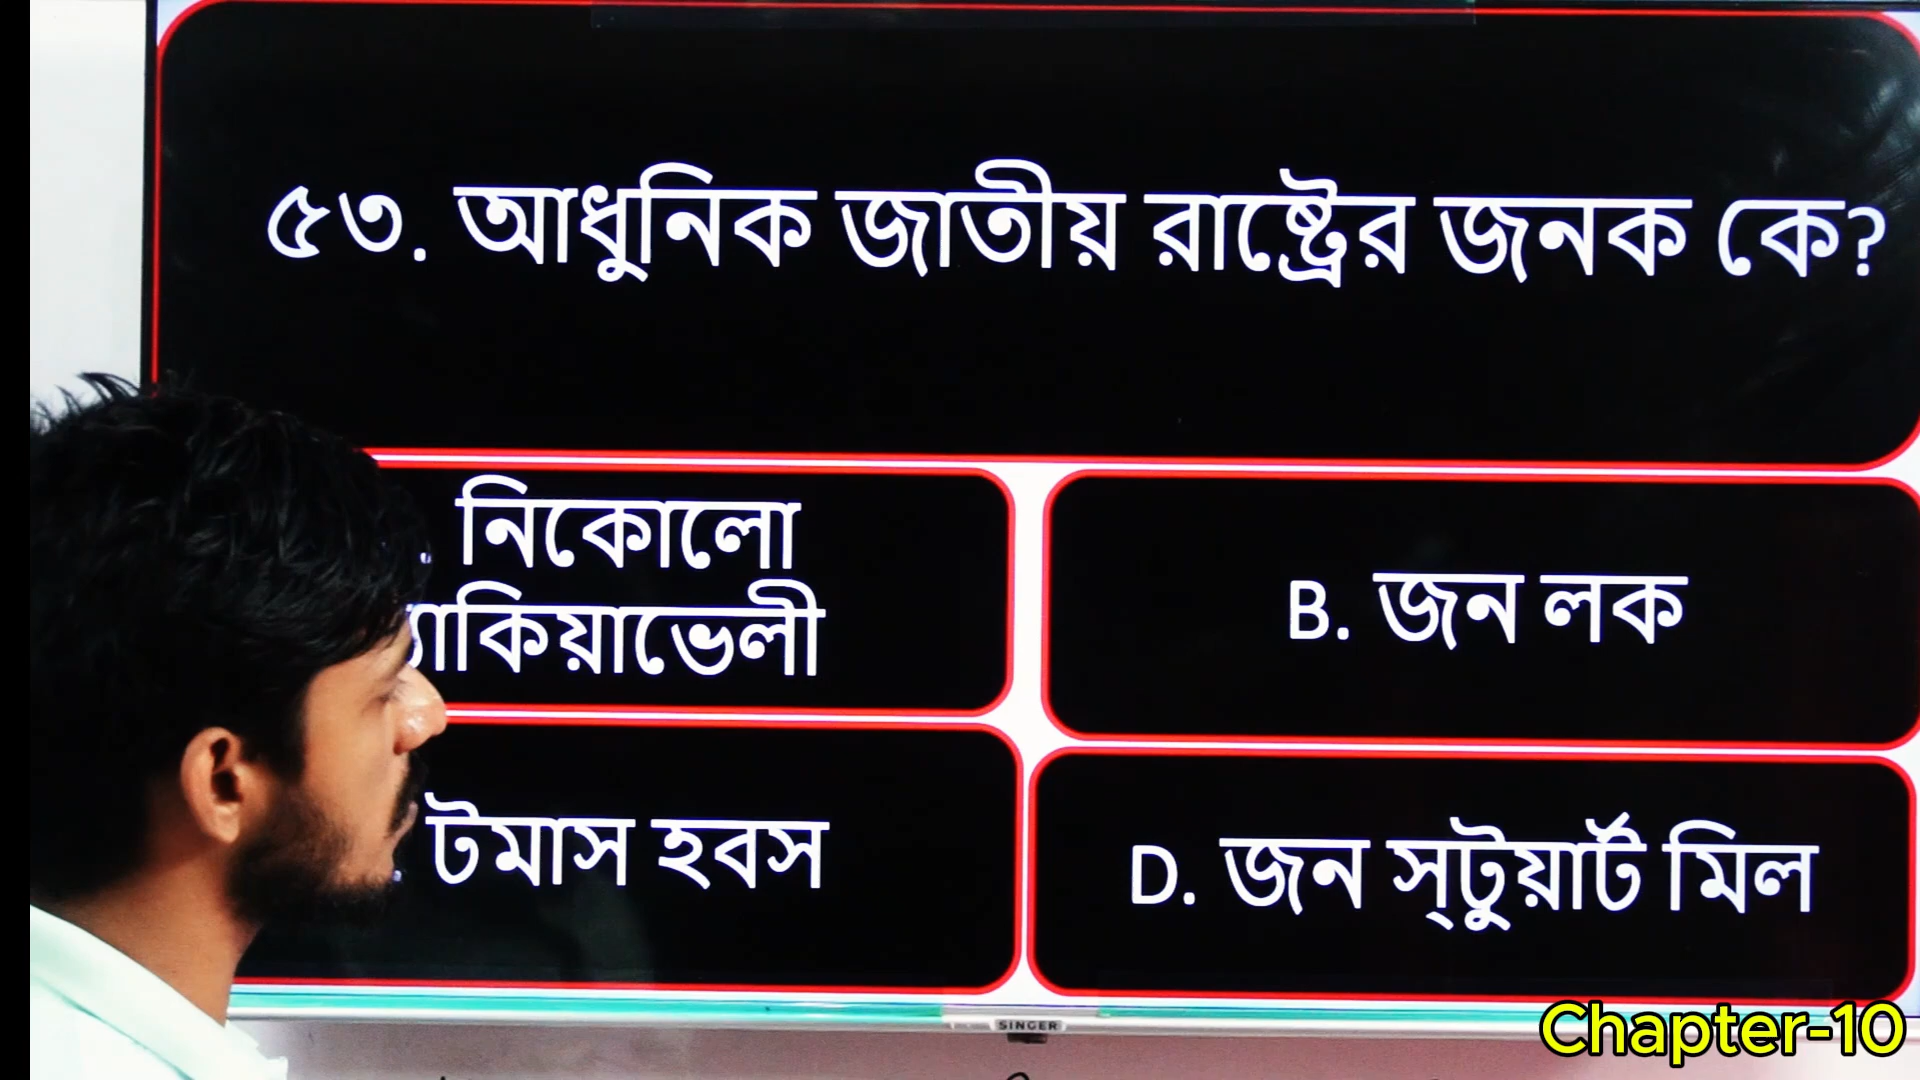 ৫৩. আধুনিক জাতীয় রাষ্ট্রের জনক কে?
নিকোলো
B. জন লক
টমাস হবস
D. জন স্টুয়ার্ট মিল
SINGER
Chapter-10